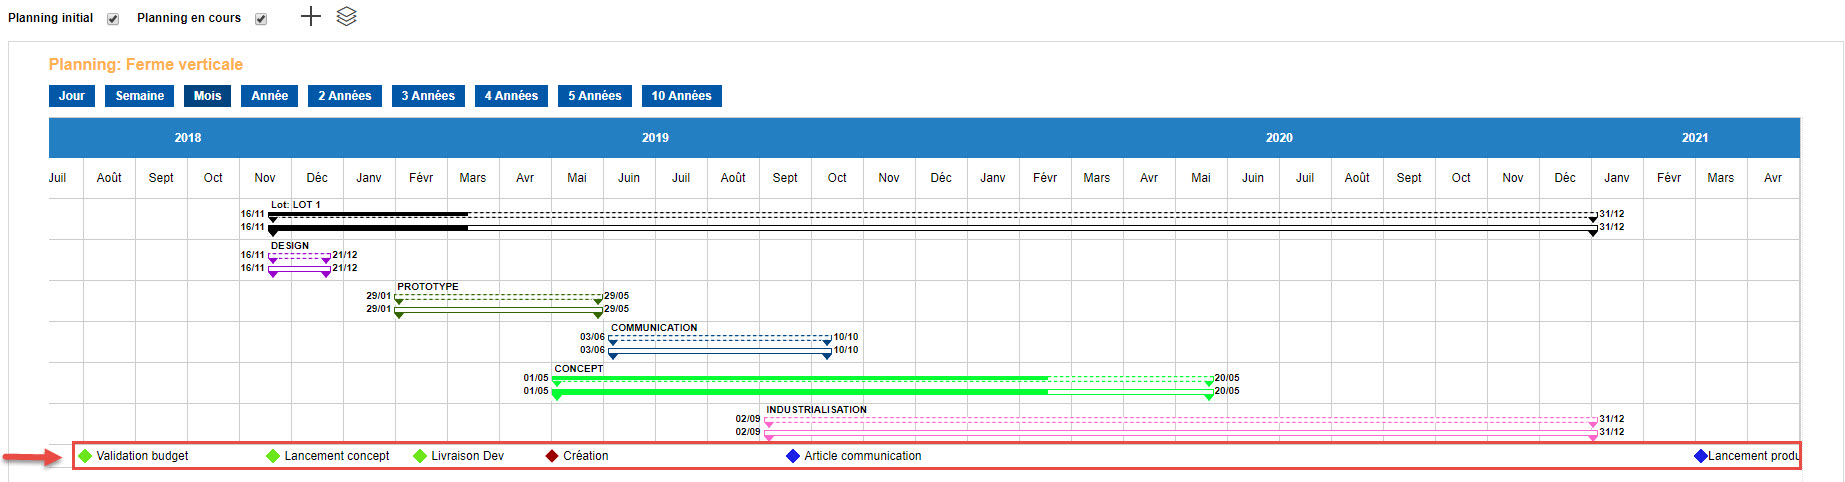 Planning initial Planning en cours
Planning: Ferme verticale
Jour Semaine Mois Année 2 Années 3 Années 4 Années 5 Années 10 Années
2018 2019 2020 2021
Juil Août Sept Oct Nov Déc Janv Févr Mars Avr Mai Juin Juil Août Sept Oct Nov Déc Janv Févr Mars Avr Mai Juin Juil Août Sept Oct Nov Déc Janv Févr Mars Avr
Lot: LOT 1
16/11 31/12
16/11 31/12
DESIGN
16/11 21/12
16/11 21/12
PROTOTYPE
29/01 29/05
29/01 29/05
COMMUNICATION
03/06 10/10
03/06 10/10
CONCEPT
01/05 20/05
01/05 20/05
INDUSTRIALISATION
02/09 31/12
02/09 31/12
Validation budget Lancement concept Livraison Dev Création Article communication Lancement produ